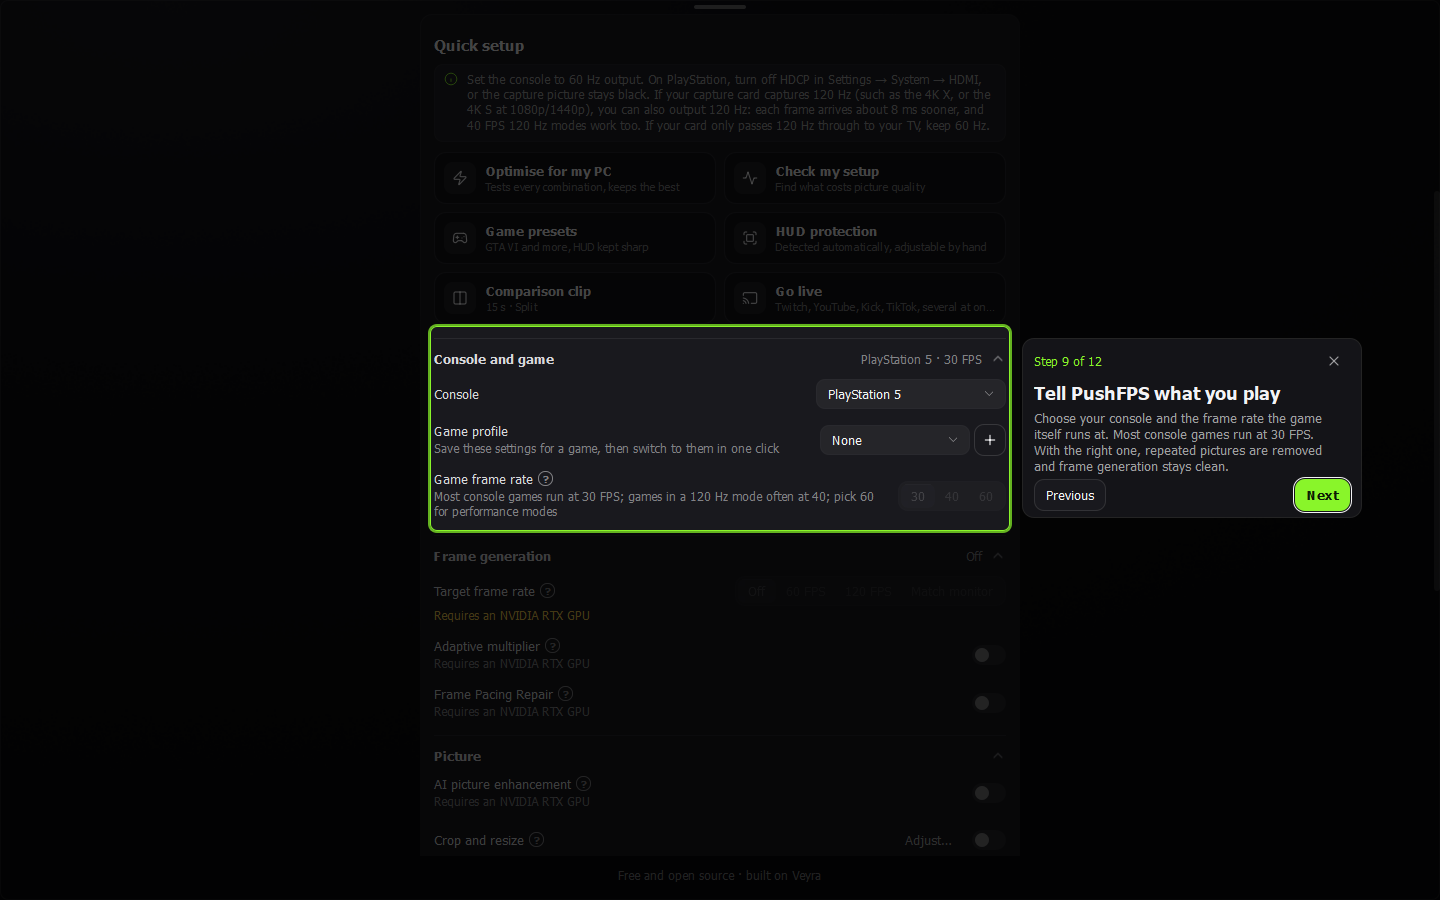 Quick setup
Set the console to 60 Hz output. On PlayStation, turn off HDCP in Settings → System → HDMI,
or the capture picture stays black. If your capture card captures 120 Hz (such as the 4K X, or the
4K S at 1080p/1440p), you can also output 120 Hz: each frame arrives about 8 ms sooner, and
40 FPS 120 Hz modes work too. If your card only passes 120 Hz through to your TV, keep 60 Hz.
Optimise for my PC
Tests every combination, keeps the best
Check my setup
Find what costs picture quality
Game presets
GTA VI and more, HUD kept sharp
HUD protection
Detected automatically, adjustable by hand
Comparison clip
15 s · Split
Go live
Twitch, YouTube, Kick, TikTok, several at on...
Console and game
PlayStation 5 · 30 FPS
Console
PlayStation 5
Game profile
Save these settings for a game, then switch to them in one click
None
Game frame rate ?
Most console games run at 30 FPS; games in a 120 Hz mode often at 40; pick 60
for performance modes
30 40 60
Step 9 of 12
Tell PushFPS what you play
Choose your console and the frame rate the game
itself runs at. Most console games run at 30 FPS.
With the right one, repeated pictures are removed
and frame generation stays clean.
Previous
Next
Frame generation
Off
Target frame rate ?
Off 60 FPS 120 FPS Match monitor
Requires an NVIDIA RTX GPU
Adaptive multiplier ?
Requires an NVIDIA RTX GPU
Frame Pacing Repair ?
Requires an NVIDIA RTX GPU
Picture
AI picture enhancement ?
Requires an NVIDIA RTX GPU
Crop and resize ?
Adjust...
Free and open source · built on Veyra